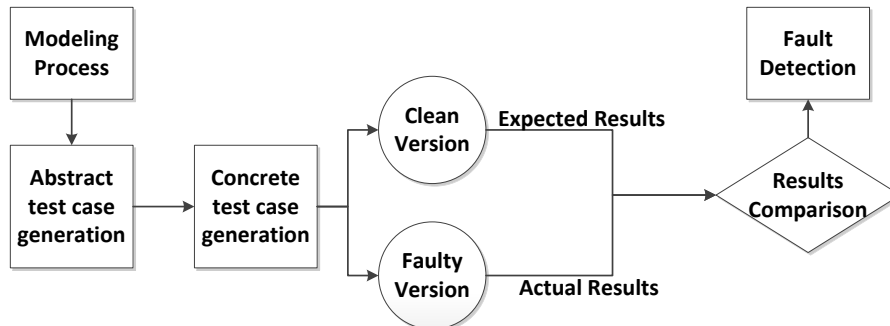 Modeling
Process
Fault
Detection
Clean
Version
Expected Results
Abstract
test case
generation
Concrete
test case
generation
Results
Comparison
Faulty
Version
Actual Results